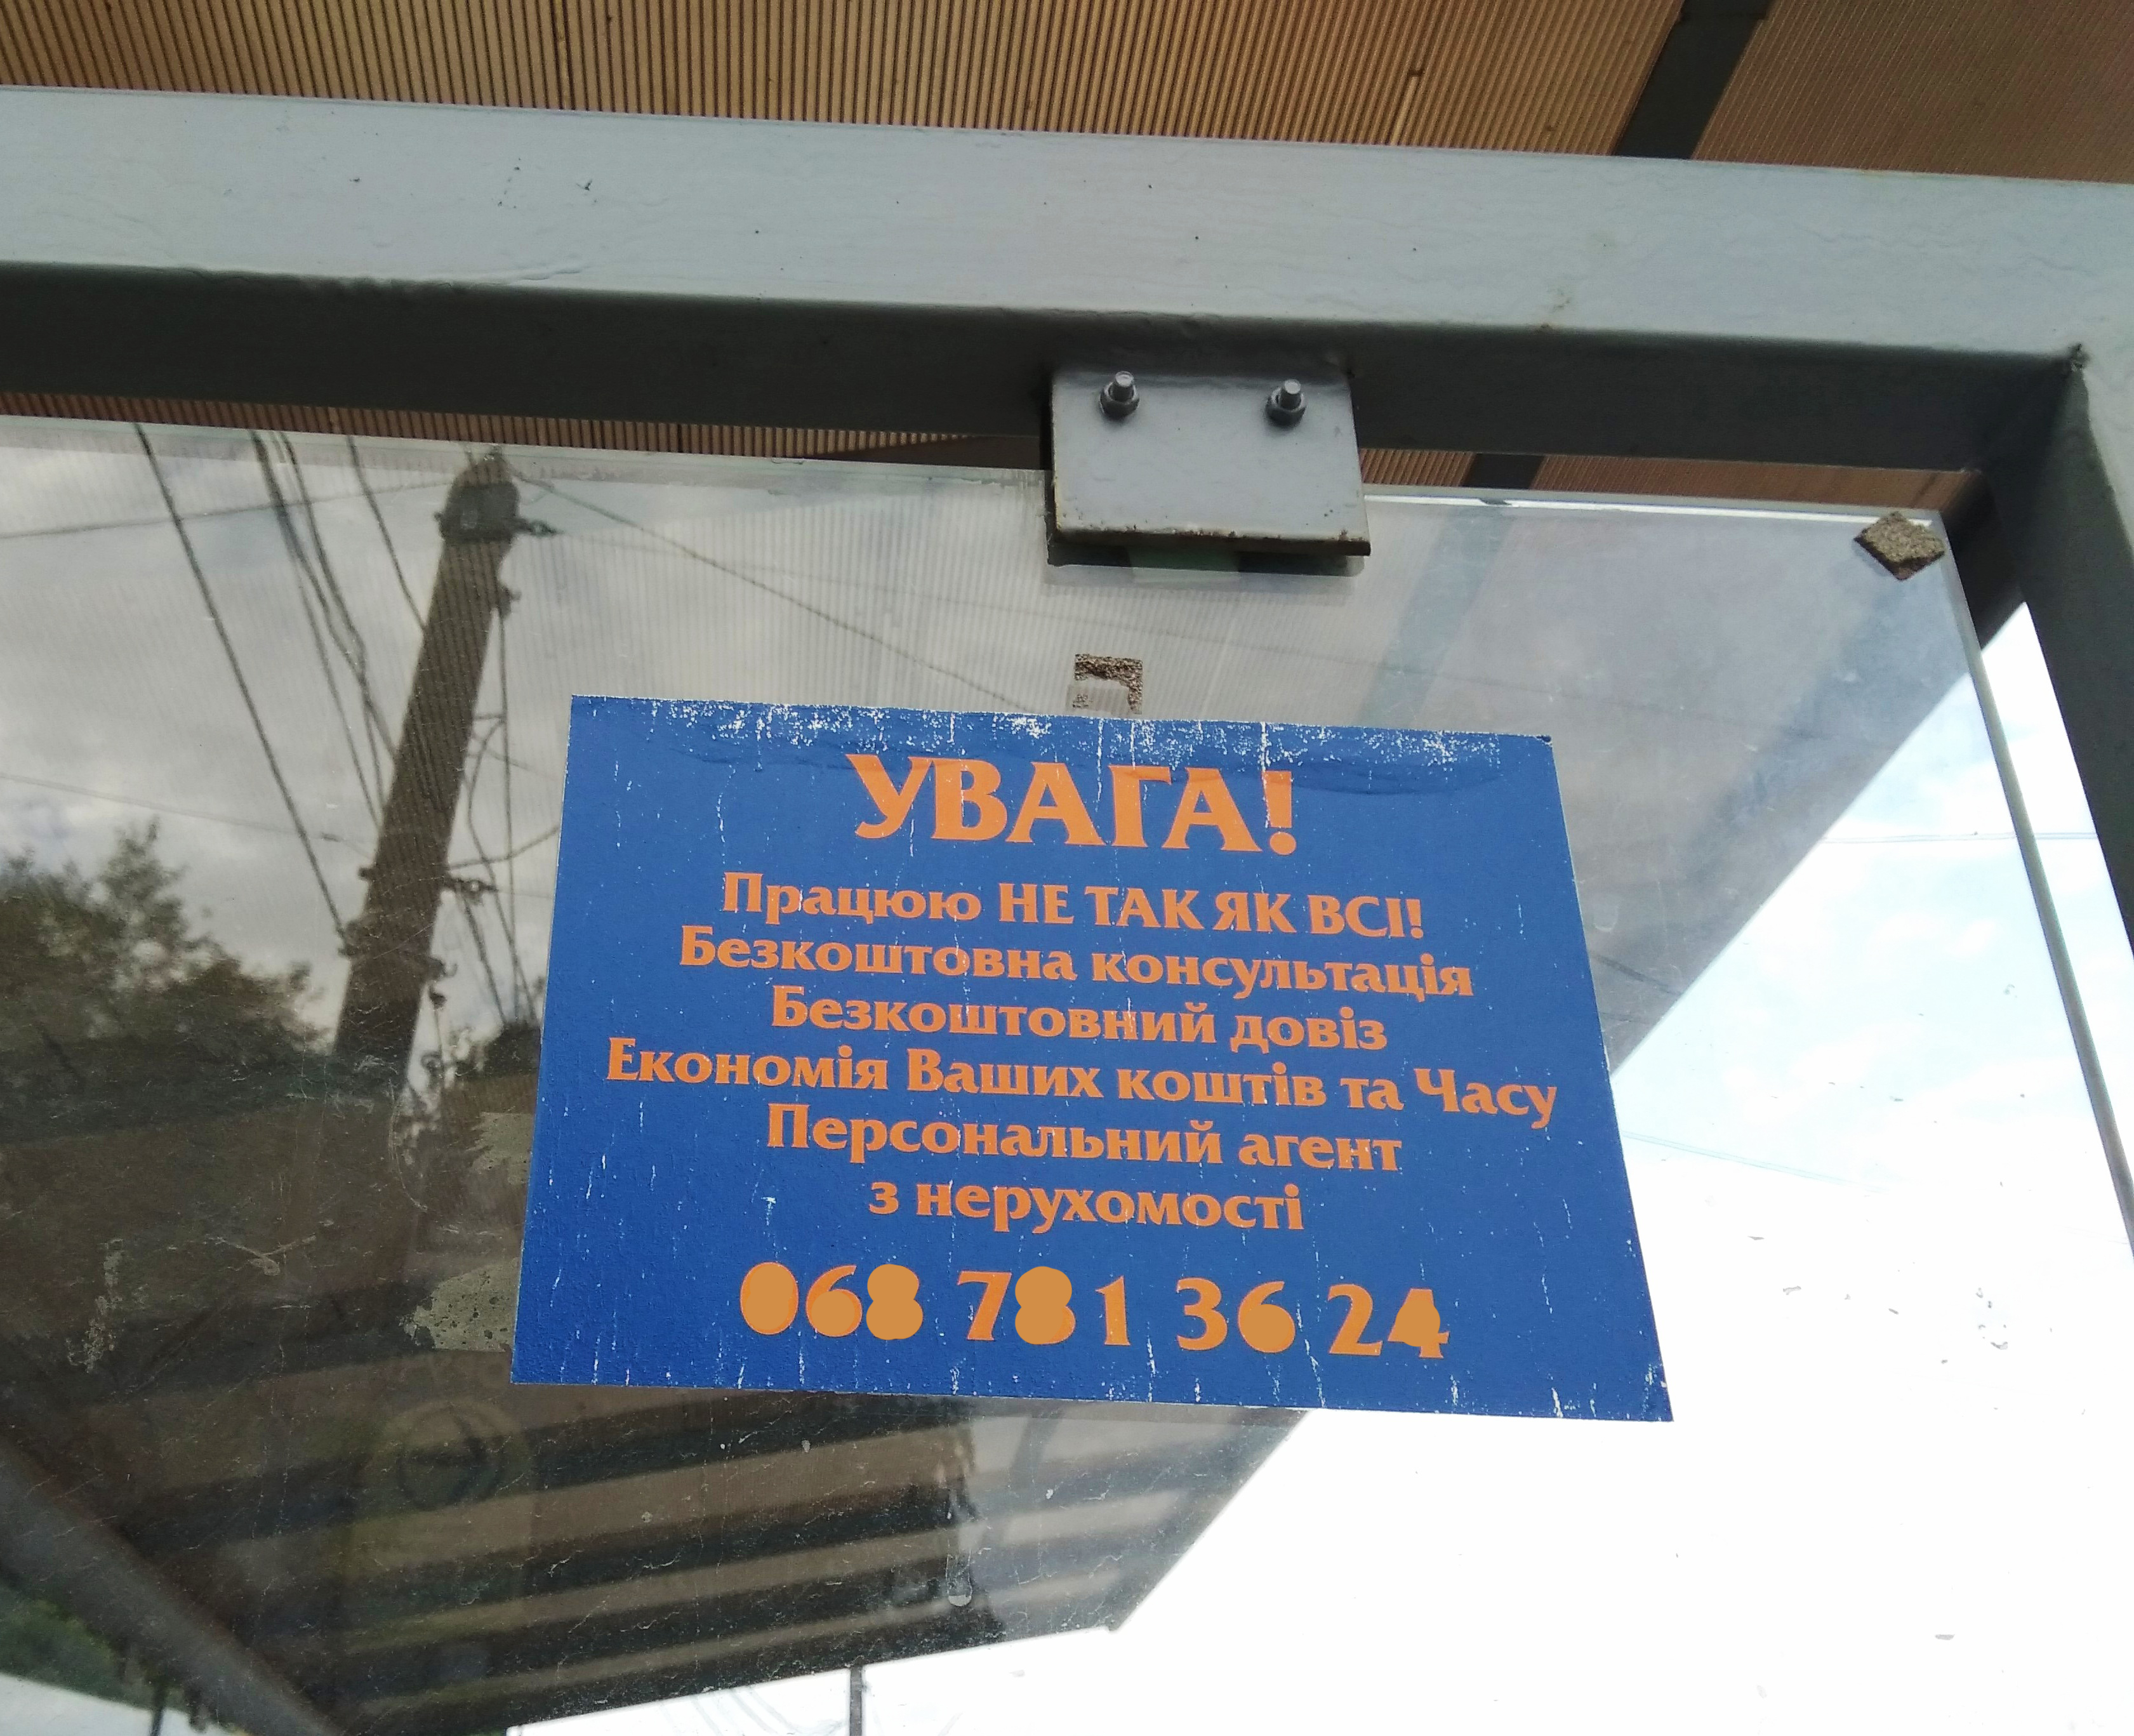 УВАГА!
Працюю НЕ ТАК ЯК ВСІ!
Безкоштовна консультація
Безкоштовний довіз
Економія Ваших коштів та Часу
Персональний агент
з нерухомості
068 781 36 24